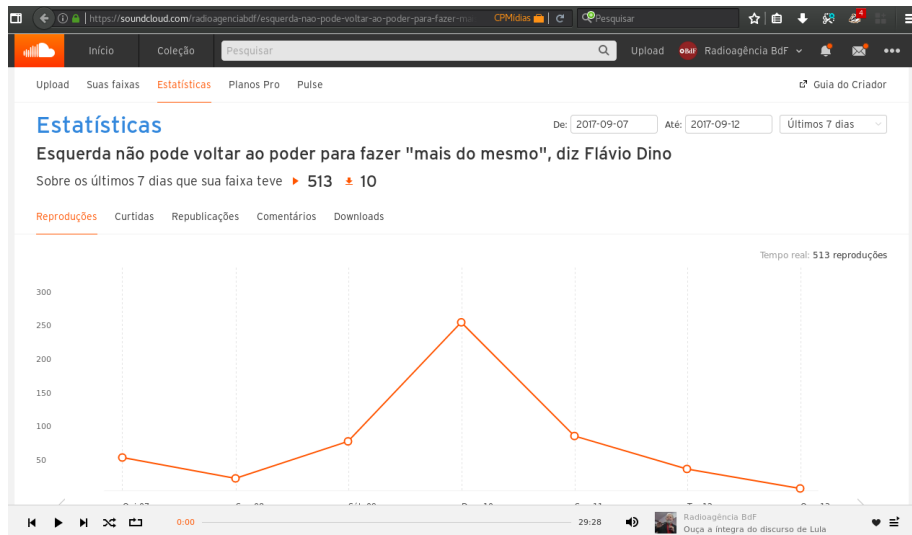 https://soundcloud.com/radioagenciabdf/esquerda-nao-pode-voltar-ao-poder-para-fazer-mai
CPMídias
Pesquisar
4
Início
Coleção
Pesquisar
Upload
Radioagência BdF
Upload
Suas faixas
Estatísticas
Planos Pro
Pulse
Guia do Criador
Estatísticas
De: 2017-09-07
Até: 2017-09-12
Últimos 7 dias
Esquerda não pode voltar ao poder para fazer "mais do mesmo", diz Flávio Dino
Sobre os últimos 7 dias que sua faixa teve 513 10
Reproduções
Curtidas
Republicações
Comentários
Downloads
Tempo real: 513 reproduções
300
250
200
150
100
50
0:00
29:28
Radioagência BdF
Ouça a íntegra do discurso de Lula